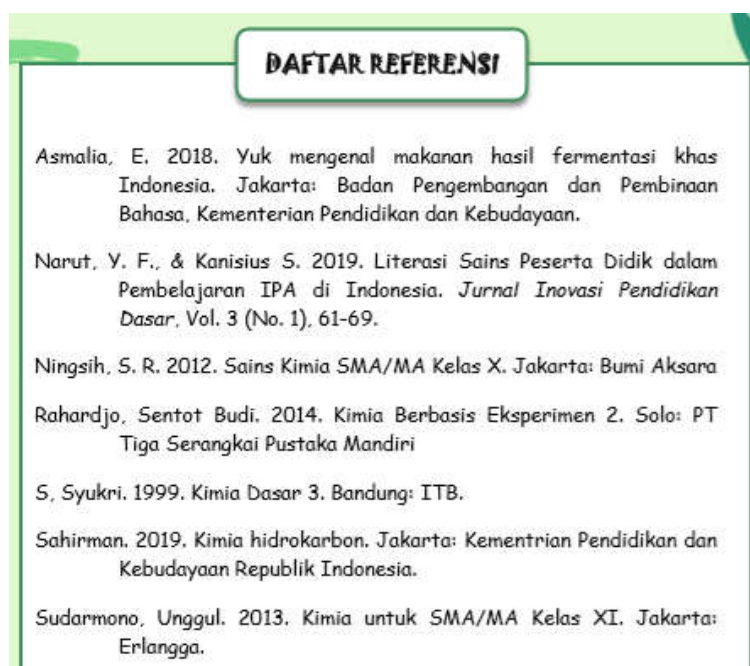 DAFTAR REFERENSI
Asmalia, E. 2018. Yuk mengenal makanan hasil fermentasi khas
Indonesia. Jakarta: Badan Pengembangan dan Pembinaan
Bahasa, Kementerian Pendidikan dan Kebudayaan.
Narut, Y. F., & Kanisius S. 2019. Literasi Sains Peserta Didik dalam
Pembelajaran IPA di Indonesia. Jurnal Inovasi Pendidikan
Dasar, Vol. 3 (No. 1), 61-69.
Ningsih, S. R. 2012. Sains Kimia SMA/MA Kelas X. Jakarta: Bumi Aksara
Rahardjo, Sentot Budi. 2014. Kimia Berbasis Eksperimen 2. Solo: PT
Tiga Serangkai Pustaka Mandiri
S, Syukri. 1999. Kimia Dasar 3. Bandung: ITB.
Sahirman. 2019. Kimia hidrokarbon. Jakarta: Kementrian Pendidikan dan
Kebudayaan Republik Indonesia.
Sudarmono, Unggul. 2013. Kimia untuk SMA/MA Kelas XI. Jakarta:
Erlangga.